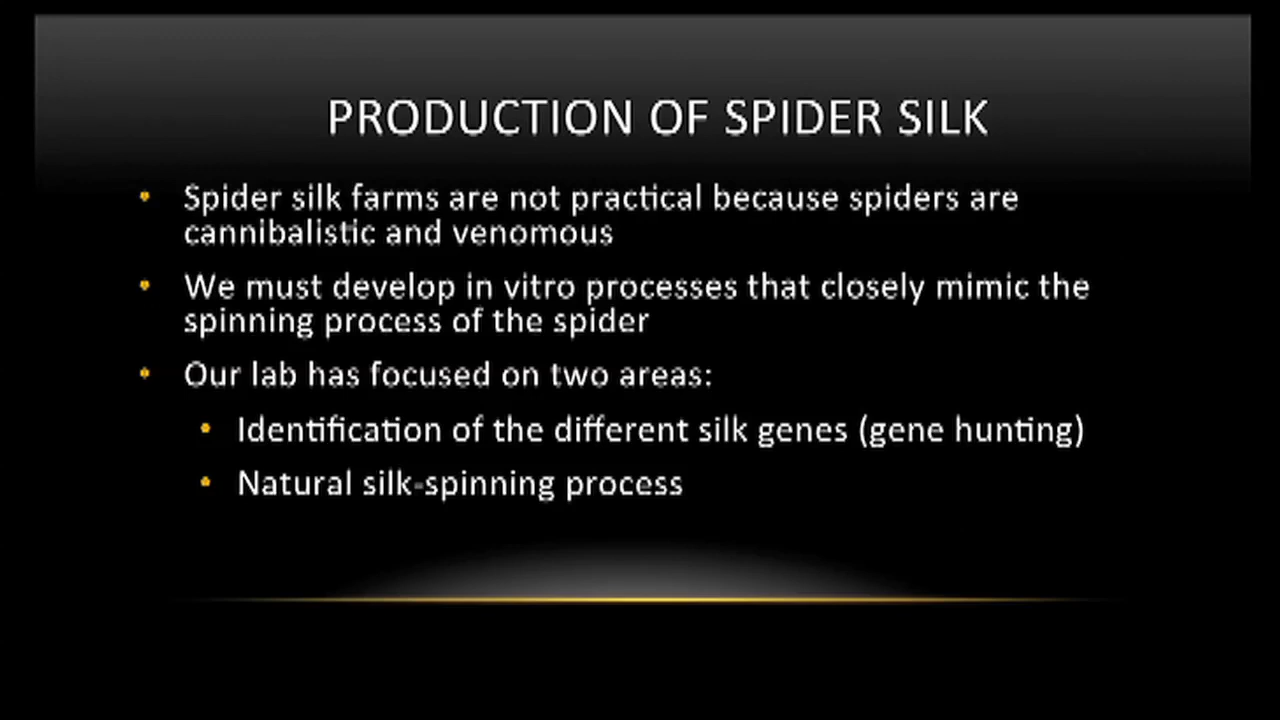 PRODUCTION OF SPIDER SILK
• Spider silk farms are not practical because spiders are
cannibalistic and venomous
• We must develop in vitro processes that closely mimic the
spinning process of the spider
• Our lab has focused on two areas:
• Identification of the different silk genes (gene hunting)
• Natural silk-spinning process